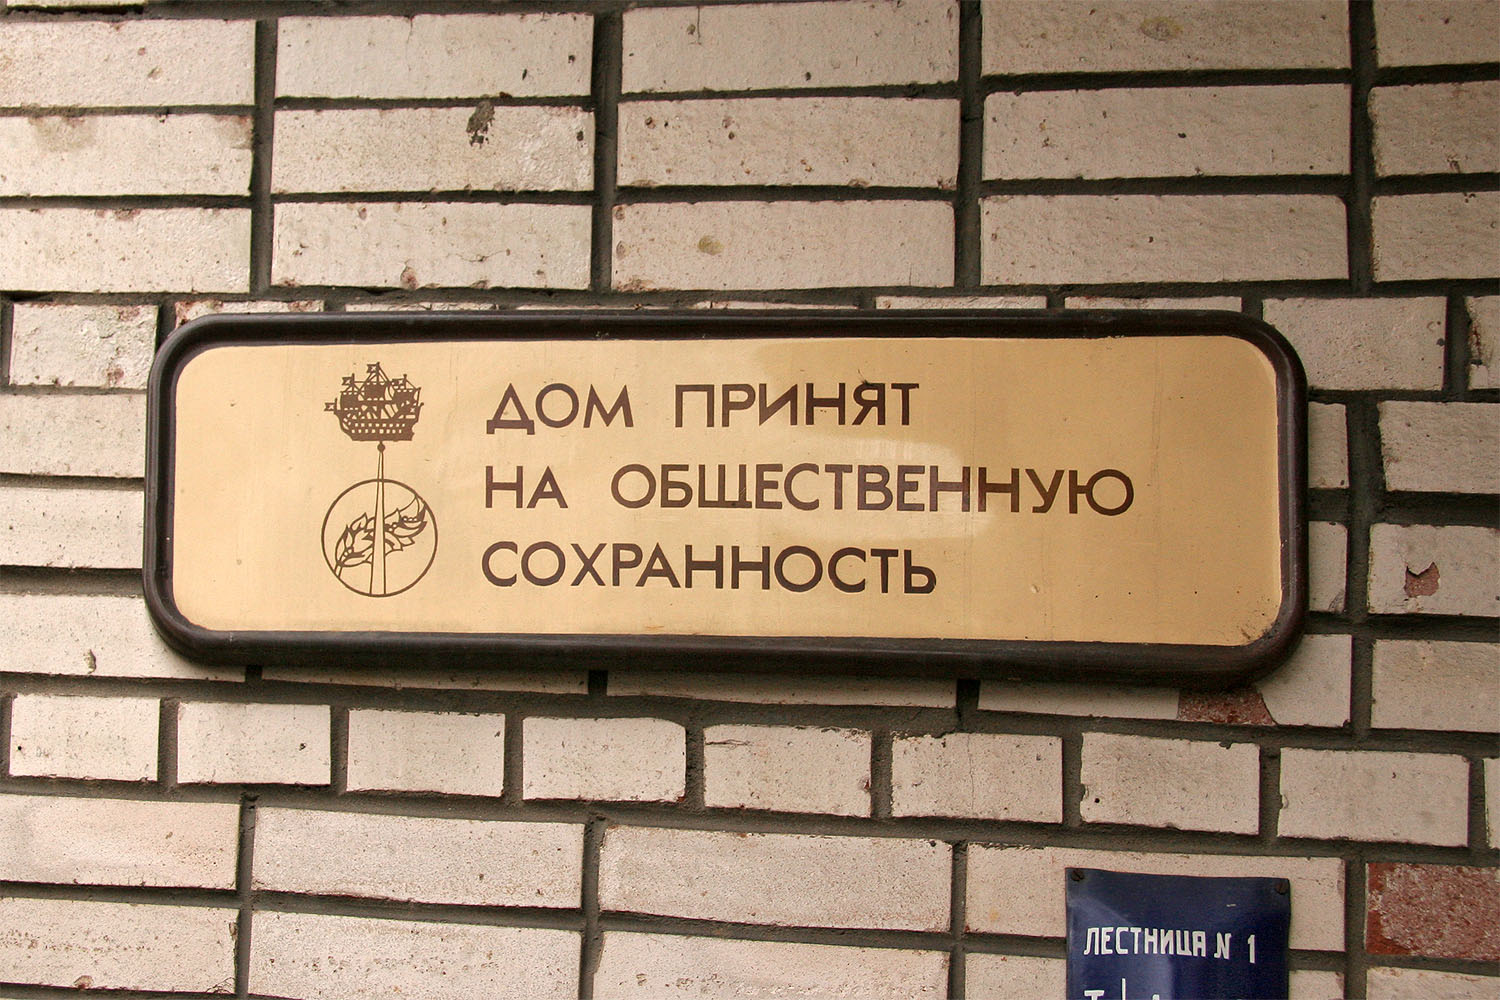 ДОМ ПРИНЯТ
НА ОБЩЕСТВЕННУЮ
СОХРАННОСТЬ
ЛЕСТНИЦА N 1